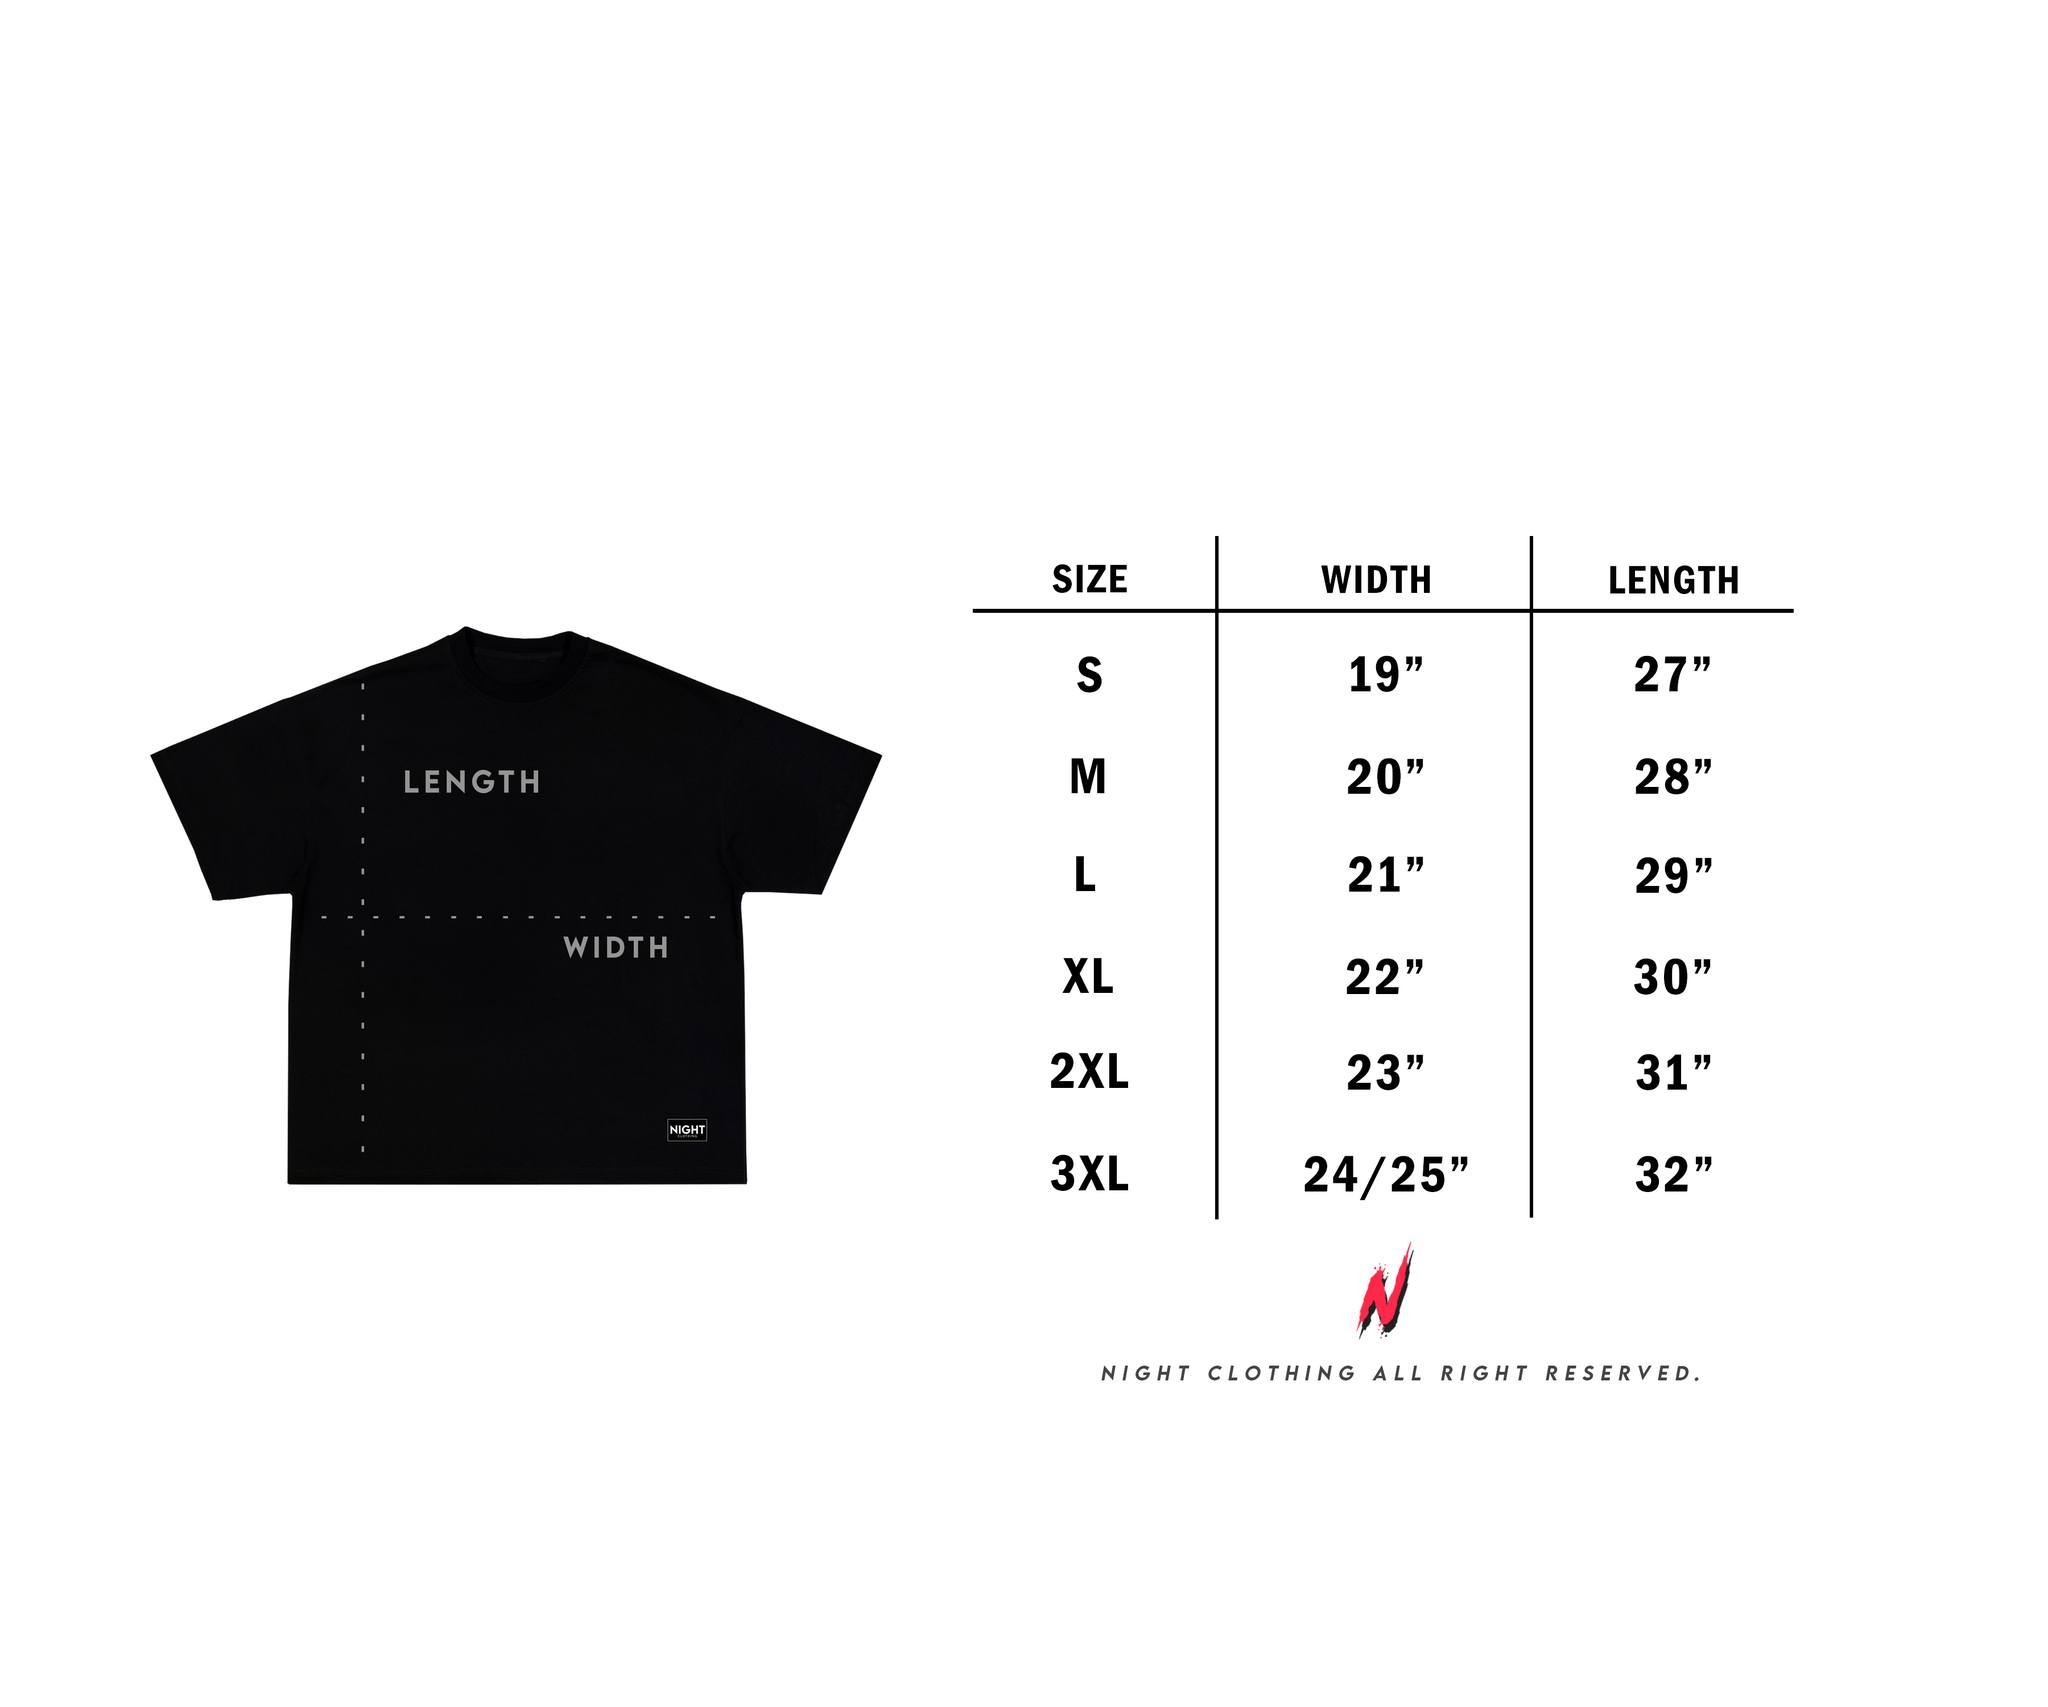 SIZE WIDTH LENGTH
S 19” 27”
M 20” 28”
L 21” 29”
XL 22” 30”
2XL 23” 31”
3XL 24/25” 32”
LENGTH
WIDTH
NIGHT
CLOTHING
N
NIGHT CLOTHING ALL RIGHT RESERVED.